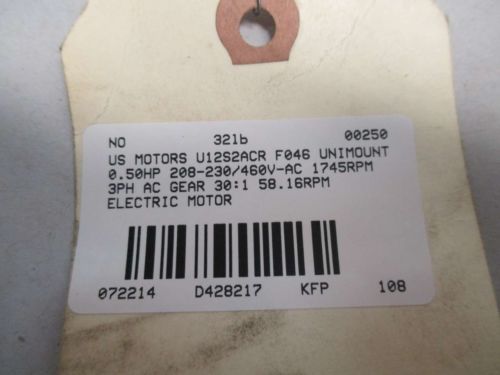 NO 32lb 00250
US MOTORS U12S2ACR F046 UNIMOUNT
0.50HP 208-230/460V-AC 1745RPM
3PH AC GEAR 30:1 58.16RPM
ELECTRIC MOTOR
072214 D428217 KFP 108